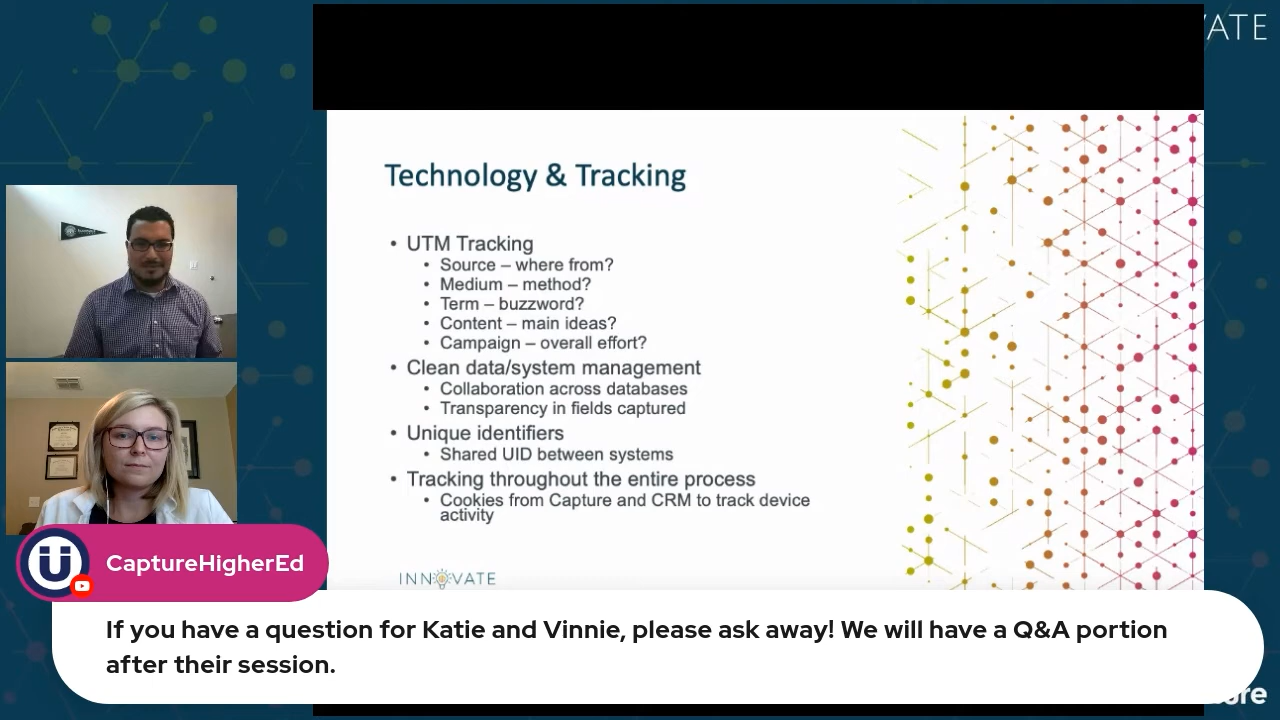 VATE
Technology & Tracking
• UTM Tracking
• Source – where from?
• Medium – method?
• Term – buzzword?
• Content – main ideas?
• Campaign – overall effort?
• Clean data/system management
• Collaboration across databases
• Transparency in fields captured
• Unique identifiers
• Shared UID between systems
• Tracking throughout the entire process
• Cookies from Capture and CRM to track device
activity
INNOVATE
CaptureHigherEd
If you have a question for Katie and Vinnie, please ask away! We will have a Q&A portion
after their session.